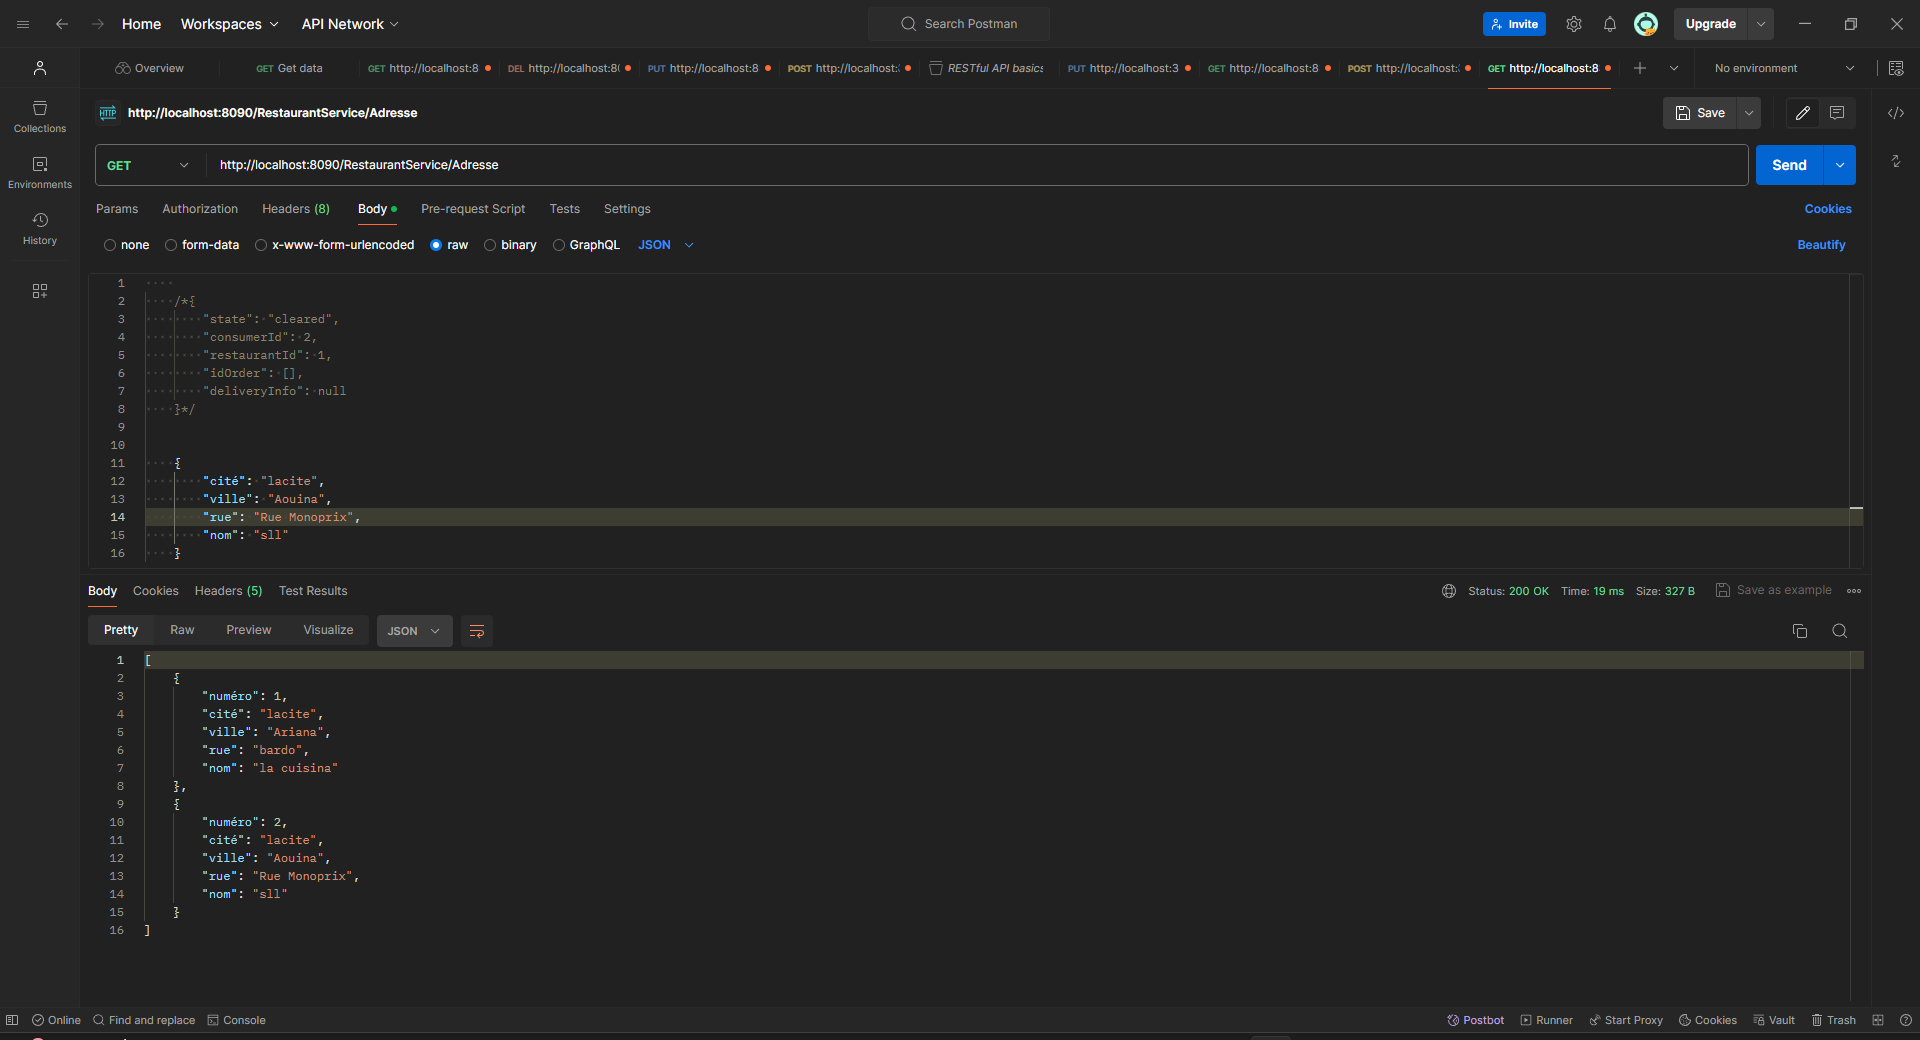 Home Workspaces API Network Search Postman Invite Upgrade
Overview GET Get data GET http://localhost:8 DEL http://localhost:80 PUT http://localhost:8 POST http://localhost: RESTful API basics PUT http://localhost:3 GET http://localhost:8 POST http://localhost: GET http://localhost:8 No environment
HTTP http://localhost:8090/RestaurantService/Adresse Save
GET http://localhost:8090/RestaurantService/Adresse Send
Params Authorization Headers (8) Body Pre-request Script Tests Settings Cookies
none form-data x-www-form-urlencoded raw binary GraphQL JSON Beautify
Collections
Environments
History
1
2 /*{
3 "state": "cleared",
4 "consumerId": 2,
5 "restaurantId": 1,
6 "idOrder": [],
7 "deliveryInfo": null
8 }*/
9
10
11 {
12 "cité": "lacite",
13 "ville": "Aouina",
14 "rue": "Rue Monoprix",
15 "nom": "sll"
16 }
Body Cookies Headers (5) Test Results Status: 200 OK Time: 19 ms Size: 327 B Save as example
Pretty Raw Preview Visualize JSON
1 [
2 {
3 "numéro": 1,
4 "cité": "lacite",
5 "ville": "Ariana",
6 "rue": "bardo",
7 "nom": "la cuisina"
8 },
9 {
10 "numéro": 2,
11 "cité": "lacite",
12 "ville": "Aouina",
13 "rue": "Rue Monoprix",
14 "nom": "sll"
15 }
16 ]
Online Find and replace Console Postbot Runner Start Proxy Cookies Vault Trash